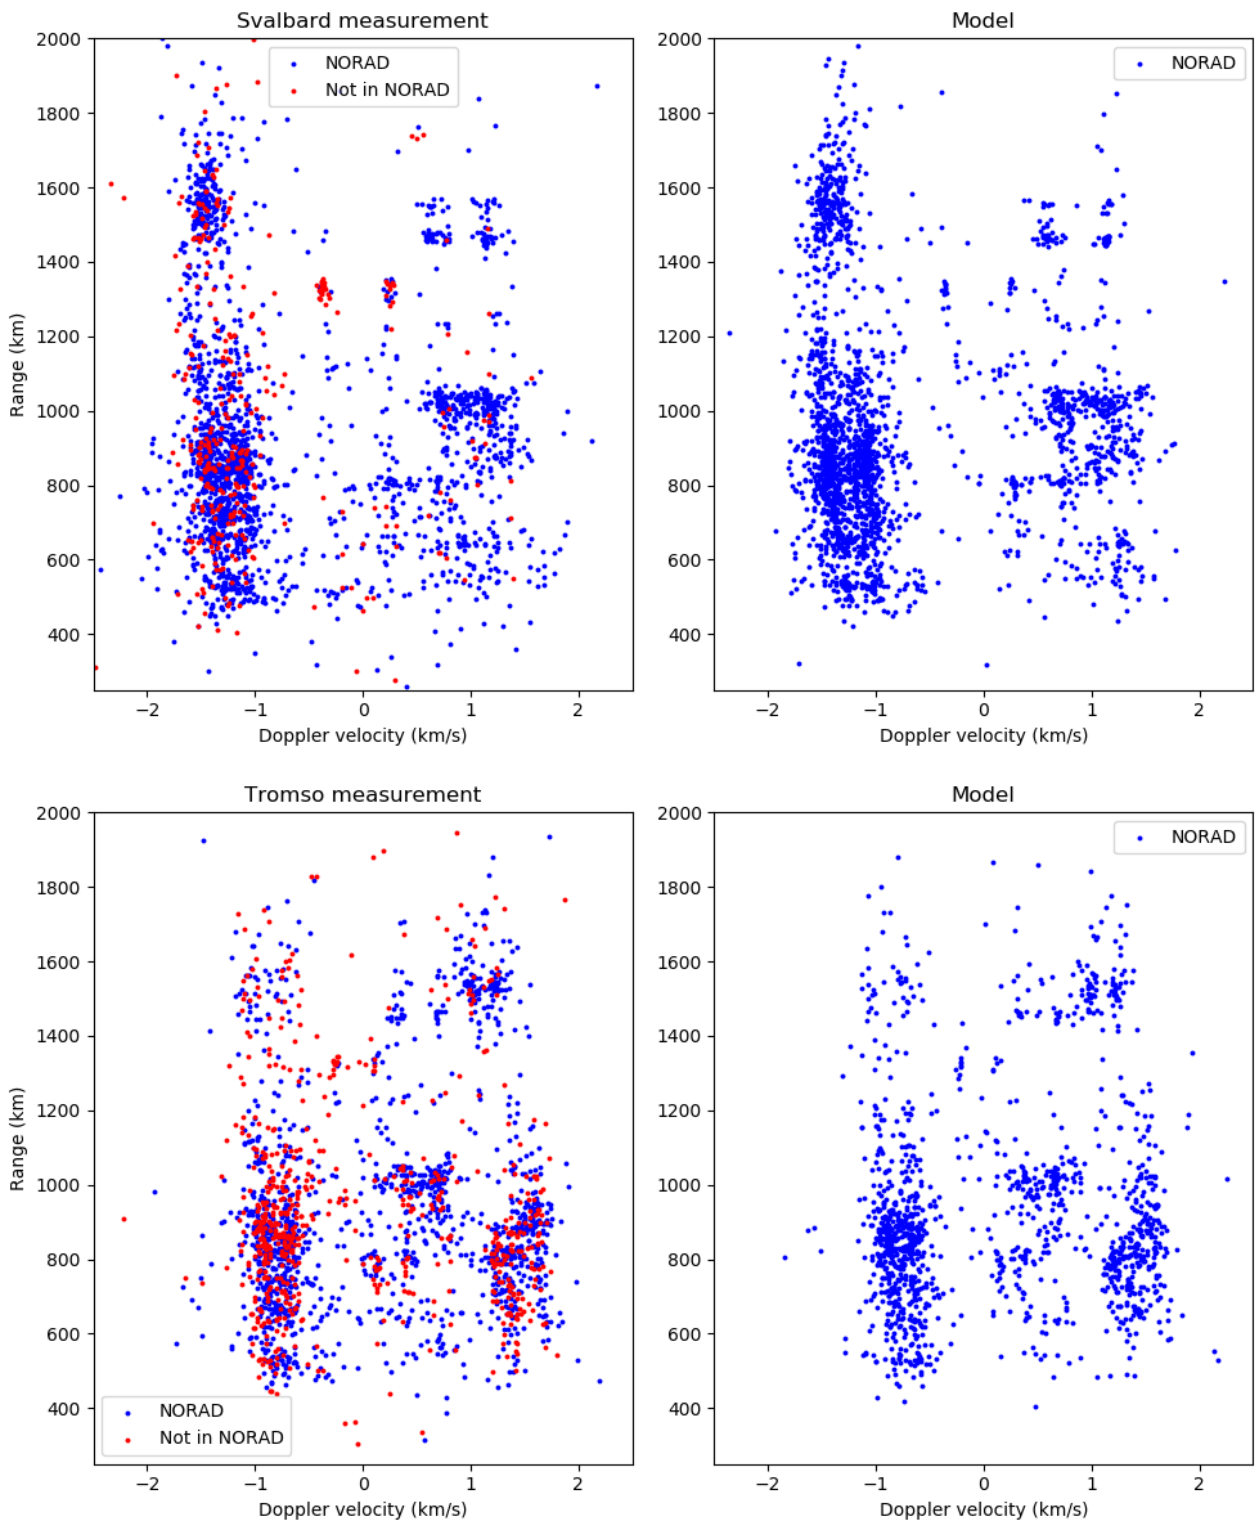 Svalbard measurement
Model
NORAD
Not in NORAD
NORAD
2000
1800
1600
1400
1200
1000
800
600
400
Range (km)
−2 −1 0 1 2
Doppler velocity (km/s)
2000
1800
1600
1400
1200
1000
800
600
400
−2 −1 0 1 2
Doppler velocity (km/s)
Tromso measurement
Model
NORAD
2000
1800
1600
1400
1200
1000
800
600
400
Range (km)
NORAD
Not in NORAD
−2 −1 0 1 2
Doppler velocity (km/s)
2000
1800
1600
1400
1200
1000
800
600
400
−2 −1 0 1 2
Doppler velocity (km/s)